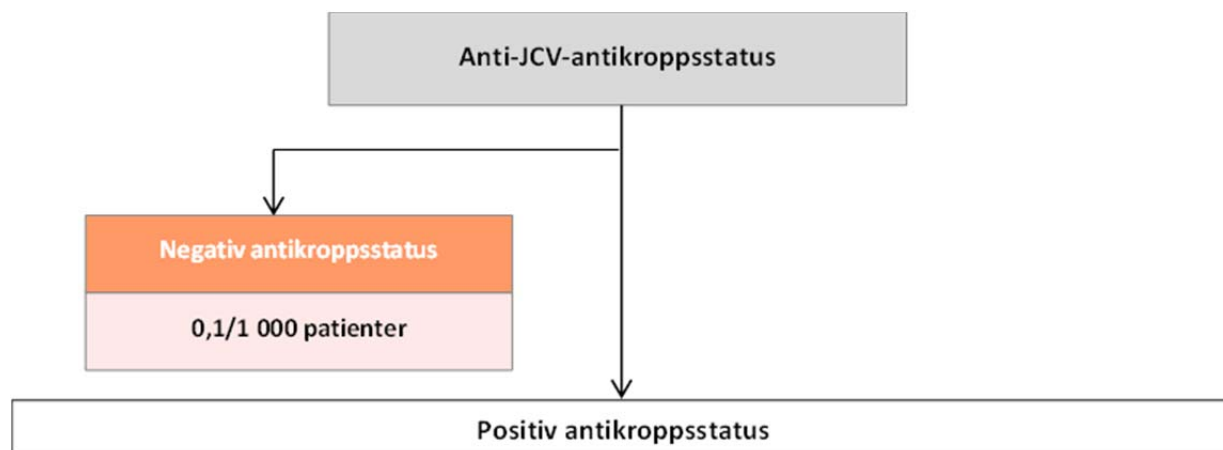 Anti-JCV-antikroppsstatus
Negativ antikroppsstatus
0,1/1 000 patienter
Positiv antikroppsstatus